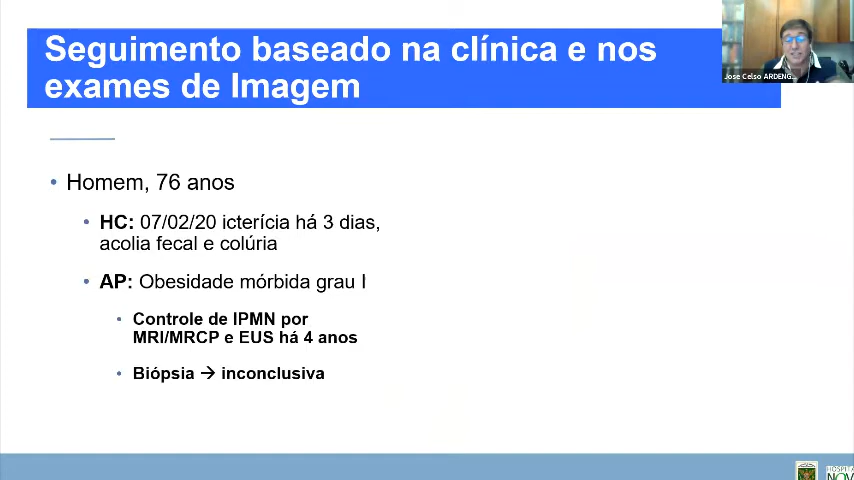 Seguimento baseado na clínica e nos
exames de Imagem
Jose Celso ARDENG...
• Homem, 76 anos
• HC: 07/02/20 icterícia há 3 dias,
acolia fecal e colúria
• AP: Obesidade mórbida grau I
• Controle de IPMN por
MRI/MRCP e EUS há 4 anos
• Biópsia → inconclusiva
HOSPITA
NOV